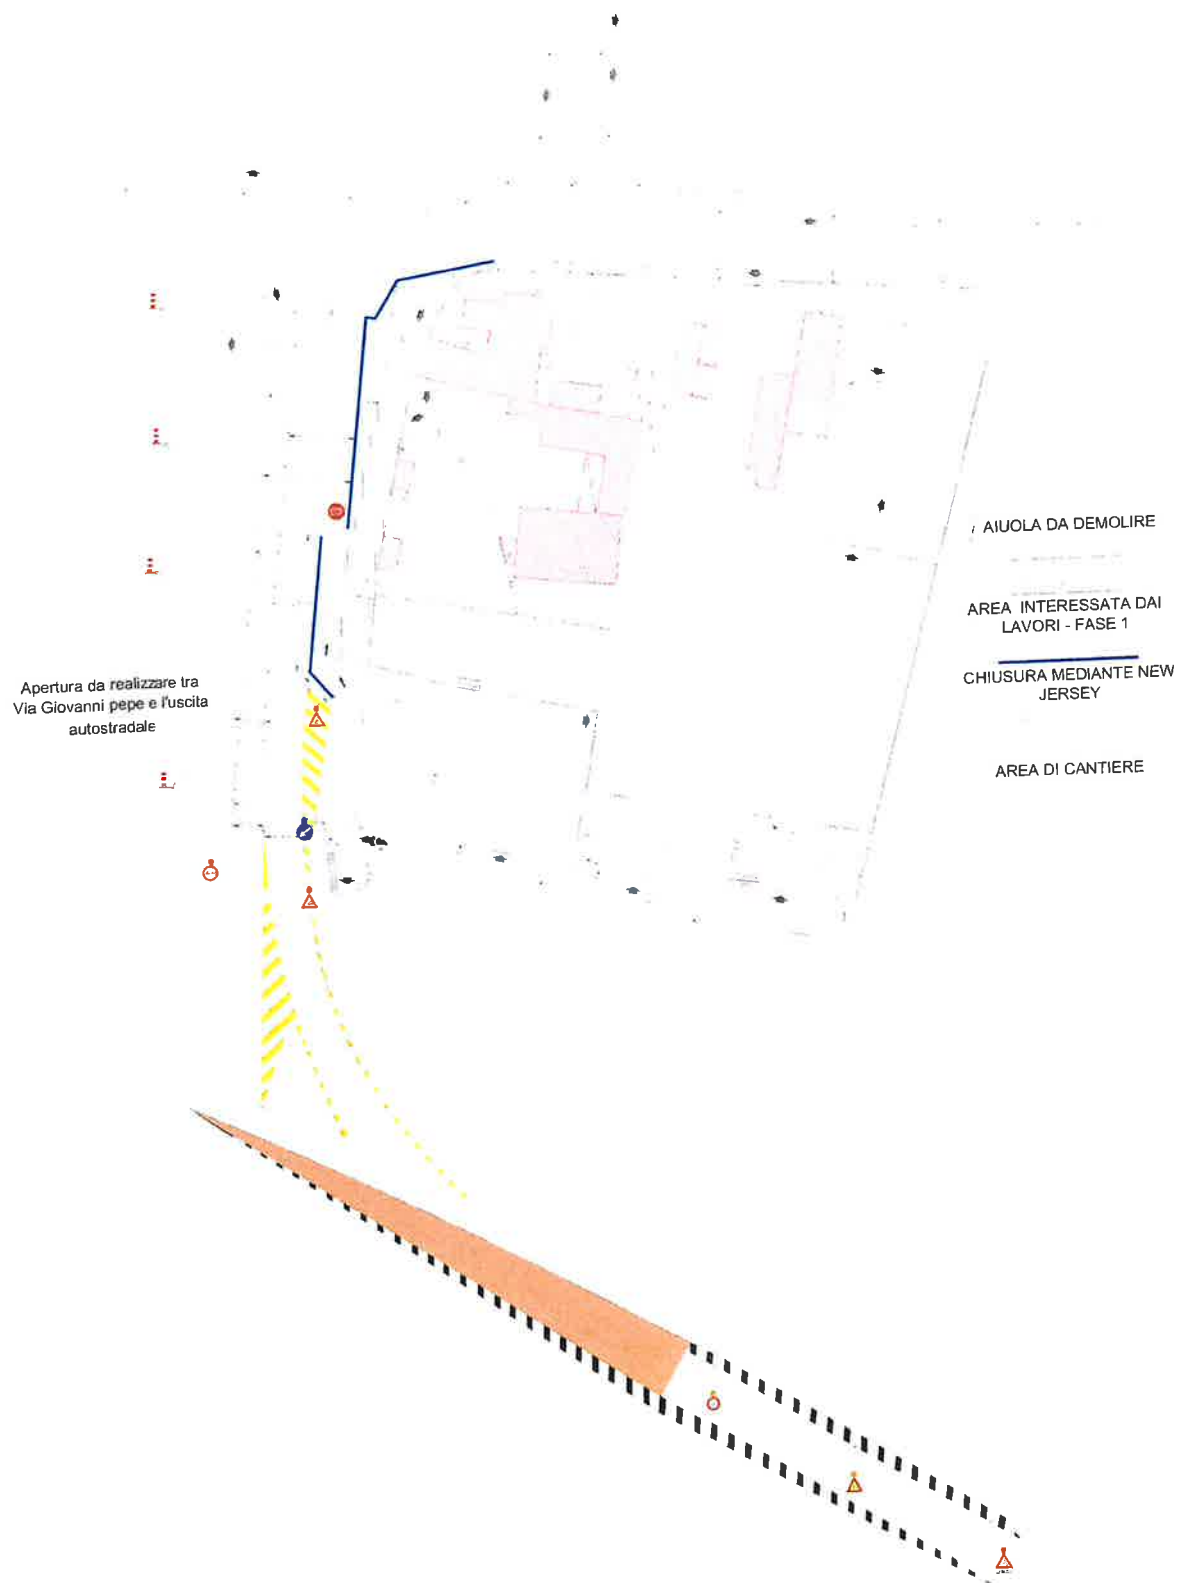 AIUOLA DA DEMOLIRE
AREA INTERESSATA DAI
LAVORI - FASE 1
CHIUSURA MEDIANTE NEW
JERSEY
AREA DI CANTIERE
Apertura da realizzare tra
Via Giovanni pepe e l'uscita
autostradale